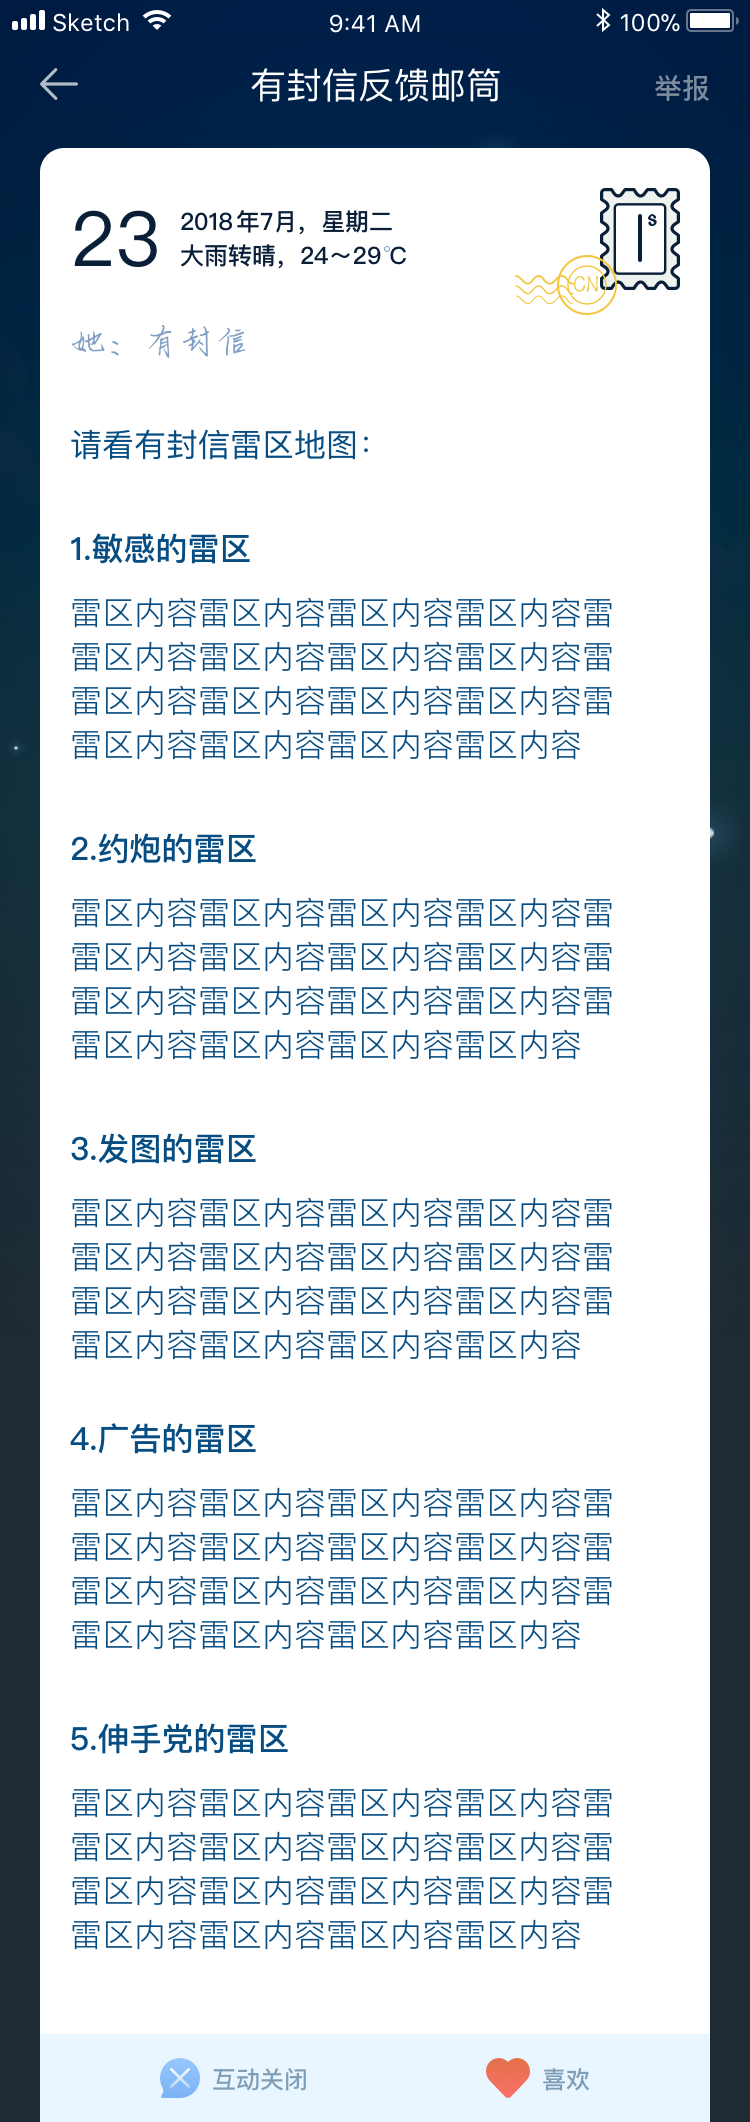 Sketch 9:41 AM 100%
有封信反馈邮筒 举报
23
2018年7月，星期二
大雨转晴，24～29℃
1s
CN
她：有封信
请看有封信雷区地图：
1.敏感的雷区
雷区内容雷区内容雷区内容雷区内容雷
雷区内容雷区内容雷区内容雷区内容雷
雷区内容雷区内容雷区内容雷区内容雷
雷区内容雷区内容雷区内容雷区内容
2.约炮的雷区
雷区内容雷区内容雷区内容雷区内容雷
雷区内容雷区内容雷区内容雷区内容雷
雷区内容雷区内容雷区内容雷区内容雷
雷区内容雷区内容雷区内容雷区内容
3.发图的雷区
雷区内容雷区内容雷区内容雷区内容雷
雷区内容雷区内容雷区内容雷区内容雷
雷区内容雷区内容雷区内容雷区内容雷
雷区内容雷区内容雷区内容雷区内容
4.广告的雷区
雷区内容雷区内容雷区内容雷区内容雷
雷区内容雷区内容雷区内容雷区内容雷
雷区内容雷区内容雷区内容雷区内容雷
雷区内容雷区内容雷区内容雷区内容
5.伸手党的雷区
雷区内容雷区内容雷区内容雷区内容雷
雷区内容雷区内容雷区内容雷区内容雷
雷区内容雷区内容雷区内容雷区内容雷
雷区内容雷区内容雷区内容雷区内容
互动关闭 喜欢